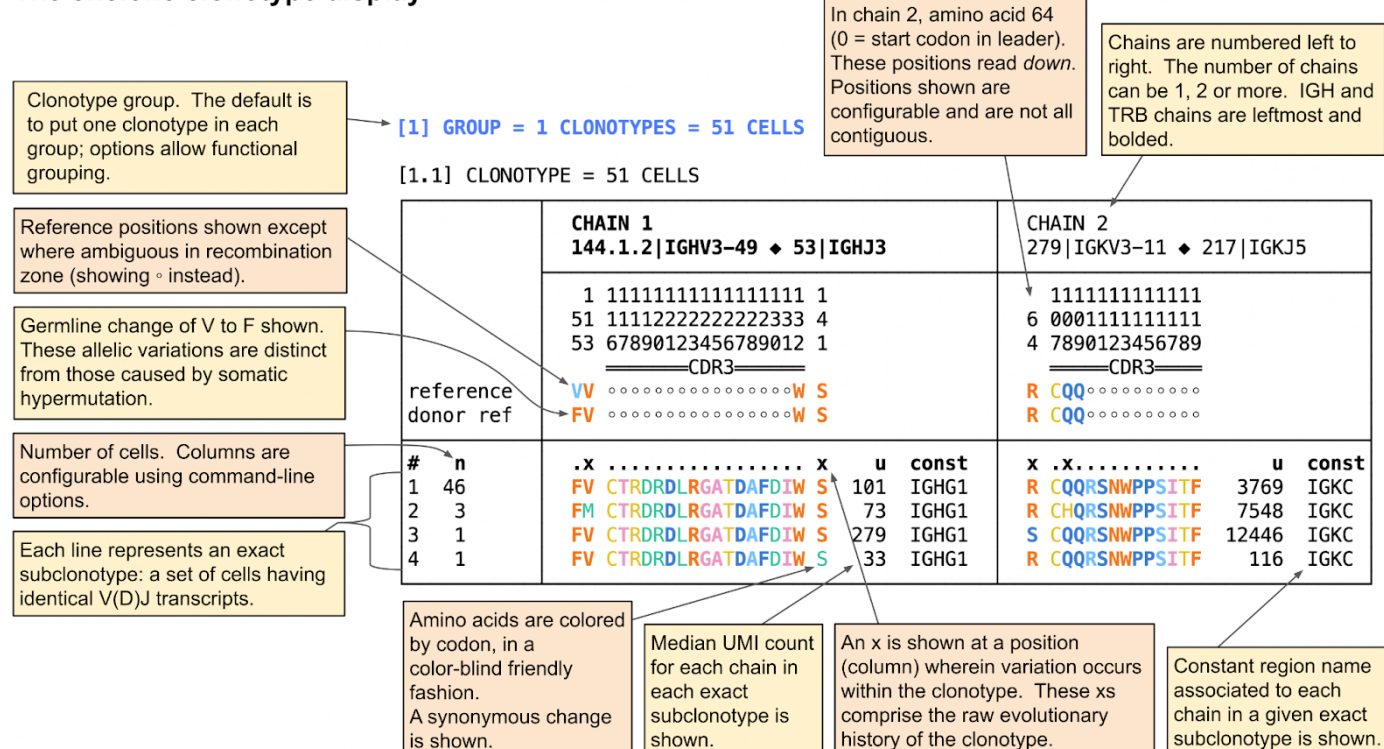 In chain 2, amino acid 64
(0 = start codon in leader).
These positions read down.
Positions shown are
configurable and are not all
contiguous.
Chains are numbered left to
right. The number of chains
can be 1, 2 or more. IGH and
TRB chains are leftmost and
bolded.
Clonotype group. The default is
to put one clonotype in each
group; options allow functional
grouping.
[1] GROUP = 1 CLONOTYPES = 51 CELLS
[1.1] CLONOTYPE = 51 CELLS
Reference positions shown except
where ambiguous in recombination
zone (showing ◦ instead).
Germline change of V to F shown.
These allelic variations are distinct
from those caused by somatic
hypermutation.
Number of cells. Columns are
configurable using command-line
options.
Each line represents an exact
subclonotype: a set of cells having
identical V(D)J transcripts.
CHAIN 1 CHAIN 2
144.1.2|IGHV3-49 ◆ 53|IGHJ3 279|IGKV3-11 ◆ 217|IGKJ5
1 11111111111111111 1 1111111111111
51 11112222222222333 4 6 0001111111111
53 67890123456789012 1 4 7890123456789
CDR3 CDR3
reference VV ◦◦◦◦◦◦◦◦◦◦◦◦◦◦◦◦W S R CQQ◦◦◦◦◦◦◦◦◦◦
donor ref FV ◦◦◦◦◦◦◦◦◦◦◦◦◦◦◦◦W S R CQQ◦◦◦◦◦◦◦◦◦◦
# n .x ................. x u const x .x........... u const
1 46 FV CTRDRDLRGATDAFDIW S 101 IGHG1 R CQQRSNWPPSITF 3769 IGKC
2 3 FM CTRDRDLRGATDAFDIW S 73 IGHG1 R CHQRSNWPPSITF 7548 IGKC
3 1 FV CTRDRDLRGATDAFDIW S 279 IGHG1 S CQQRSNWPPSITF 12446 IGKC
4 1 FV CTRDRDLRGATDAFDIW S 33 IGHG1 R CQQRSNWPPSITF 116 IGKC
Amino acids are colored
by codon, in a
color-blind friendly
fashion.
A synonymous change
is shown.
Median UMI count
for each chain in
each exact
subclonotype is
shown.
An x is shown at a position
(column) wherein variation occurs
within the clonotype. These xs
comprise the raw evolutionary
history of the clonotype.
Constant region name
associated to each
chain in a given exact
subclonotype is shown.